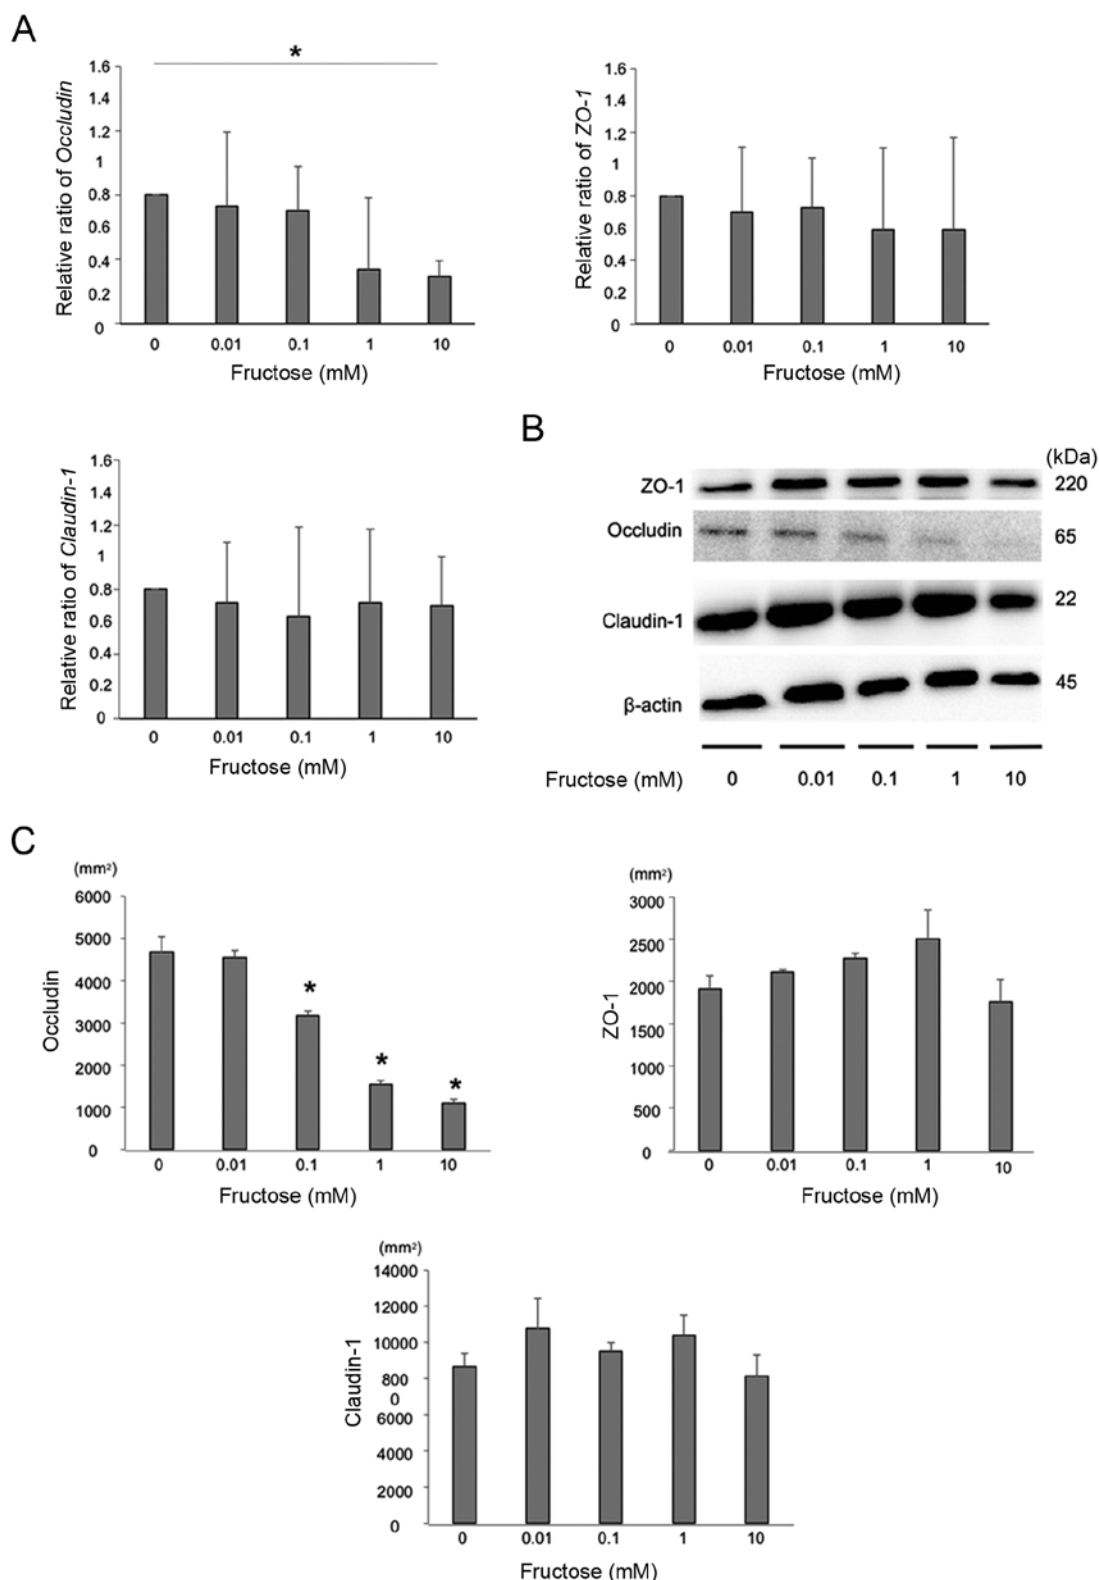 A
*
Relative ratio of Occludin
1.6
1.4
1.2
1
0.8
0.6
0.4
0.2
0
0 0.01 0.1 1 10
Fructose (mM)
Relative ratio of ZO-1
1.6
1.4
1.2
1
0.8
0.6
0.4
0.2
0
0 0.01 0.1 1 10
Fructose (mM)
Relative ratio of Claudin-1
1.6
1.4
1.2
1
0.8
0.6
0.4
0.2
0
0 0.01 0.1 1 10
Fructose (mM)
B
(kDa)
ZO-1 220
Occludin 65
Claudin-1 22
β-actin 45
Fructose (mM) 0 0.01 0.1 1 10
C
(mm²)
Occludin
6000
5000
4000
3000
2000
1000
0
* * *
0 0.01 0.1 1 10
Fructose (mM)
(mm²)
ZO-1
3000
2500
2000
1500
1000
500
0
0 0.01 0.1 1 10
Fructose (mM)
(mm²)
Claudin-1
14000
12000
10000
800
0
6000
4000
2000
0
0 0.01 0.1 1 10
Fructose (mM)